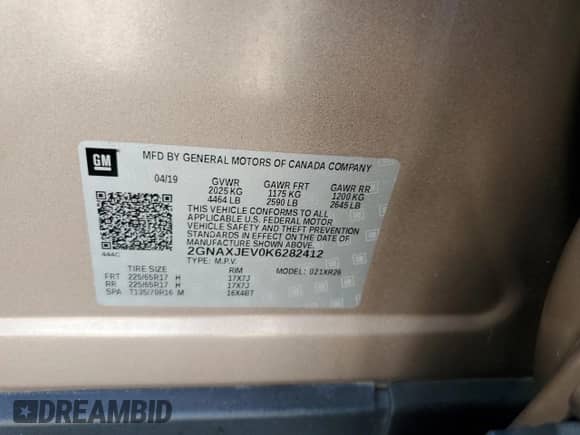 GM
MFD BY GENERAL MOTORS OF CANADA COMPANY
04/19 GVWR GAWR FRT GAWR RR
2025 KG 1175 KG 1200 KG
4464 LB 2590 LB 2645 LB
THIS VEHICLE CONFORMS TO ALL
APPLICABLE U.S. FEDERAL MOTOR
VEHICLE SAFETY AND THEFT PREVENTION
STANDARDS IN EFFECT ON THE DATE OF
MANUFACTURE SHOWN ABOVE.
444C 2GNAXJEV0K6282412
TYPE: M.P.V. MODEL: 021XR26
TIRE SIZE RIM
FRT 225/65R17 H 17X7J
RR 225/65R17 H 17X7J
SPA T135/70R16 M 16X4BT
DREAMBID